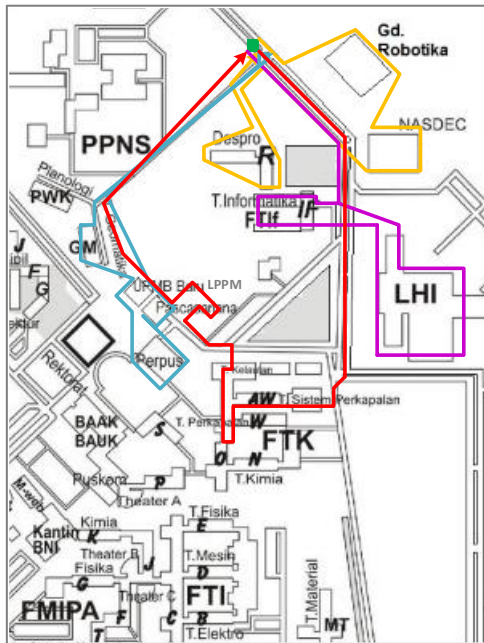 Gd.
Robotika
PPNS
NASDEC
Despro
R
Planologi
PWK
T.Informatika
IF
FTIf
GM
Geomatika
J
F
G
UPMB Baru
LPPM
Pascasarjana
LHI
Perpus
Rektorat
T. Kelautan
AW
T. Sistem Perkapalan
T. Perkapalan
W
FTK
BAAK
BAUK
S
O
N
T.Kimia
Puskom
P
Theater A
M-web
Kantin
BNI
Kimia
K
T.Fisika
E
Theater B
J
T.Mesin
Fisika
G
D
FTI
Theater C
FMIPA
F
C
B
T
T.Elektro
T.Material
MT